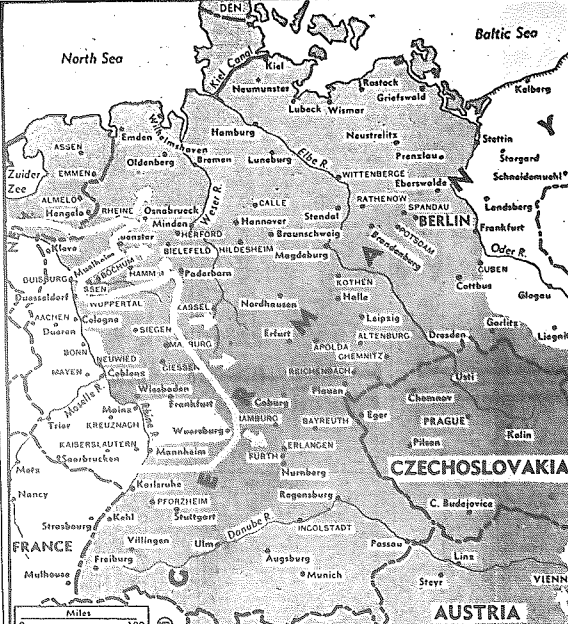 DEN.
North Sea
Baltic Sea
Kiel Canal
Kiel
Neumunster
Rostock
Griefswald
Kolberg
Lubeck
Wismar
Emden
Wilhelmshaven
Hamburg
Neustrelitz
Stettin
ASSEN
Oldenberg
Bremen
Luneburg
Elbe R.
Prenzlau
Stargard
Zuider
Zee
EMMEN
WITTENBERGE
Eberswalde
Schneidemuehl
ALMELO
Hengelo
RHEINE
Osnabrueck
Minden
Weser R.
CALLE
Stendal
RATHENOW
SPANDAU
BERLIN
Landsberg
Hannover
POTSDAM
Frankfurt
HERFORD
Braunschweig
Brandenburg
Oder R.
Kleve
BIELEFELD
HILDESHEIM
Magdeburg
GUBEN
Muelheim
BOCHUM
HAMM
Paderborn
KOTHEN
Cottbus
DUISBURG
Duesseldorf
WUPPERTAL
KASSEL
Nordhausen
Halle
Glogau
AACHEN
Cologne
Leipzig
Gorlitz
Dueren
SIEGEN
Erfurt
ALTENBURG
Dresden
BONN
MARBURG
APOLDA
CHEMNITZ
MAYEN
NEUWIED
GIESSEN
REICHENBACH
Coblenz
Usti
Moselle R.
Wiesbaden
Plauen
Chomnov
Frankfurt
Coburg
Mainz
Eger
PRAGUE
Trier
KREUZNACH
Rhine R.
Wuerzburg
BAYREUTH
Kolin
KAISERSLAUTERN
ERLANGEN
Pilsen
Saarbrucken
Mannheim
FURTH
CZECHOSLOVAKIA
Metz
Nurnberg
Nancy
Karlsruhe
Regensburg
C. Budejovice
PFORZHEIM
Strasbourg
Kehl
Stuttgart
Danube R.
INGOLSTADT
FRANCE
Villingen
Ulm
Passau
Linz
Freiburg
Augsburg
Mulhouse
Munich
Steyr
AUSTRIA
Miles
G E M A N Y